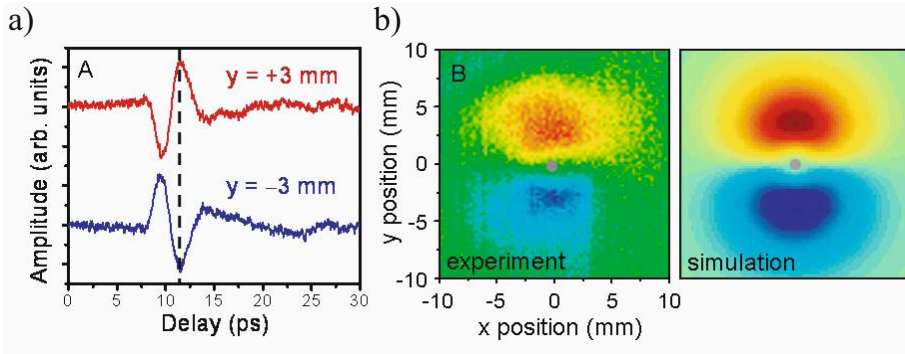 a)
b)
A
y = +3 mm
y = −3 mm
Amplitude (arb. units)
0 5 10 15 20 25 30
Delay (ps)
B
10
5
0
-5
-10
y position (mm)
experiment
-10 -5 0 5 10
x position (mm)
simulation